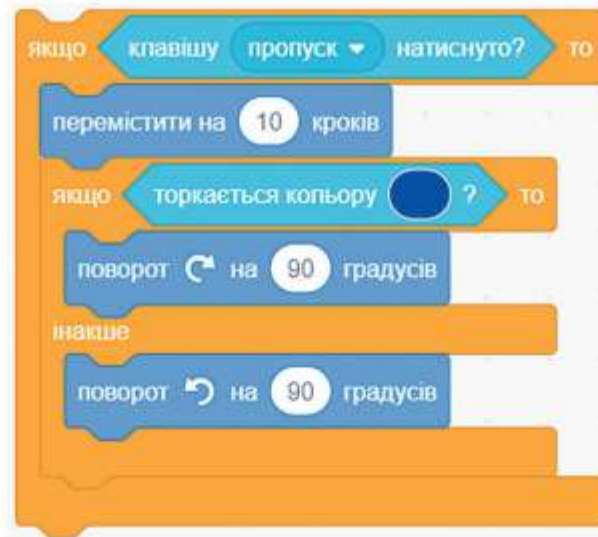 якщо клавішу пропуск натиснуто? то
перемістити на 10 кроків
якщо торкається кольору ? то
поворот на 90 градусів
інакше
поворот на 90 градусів